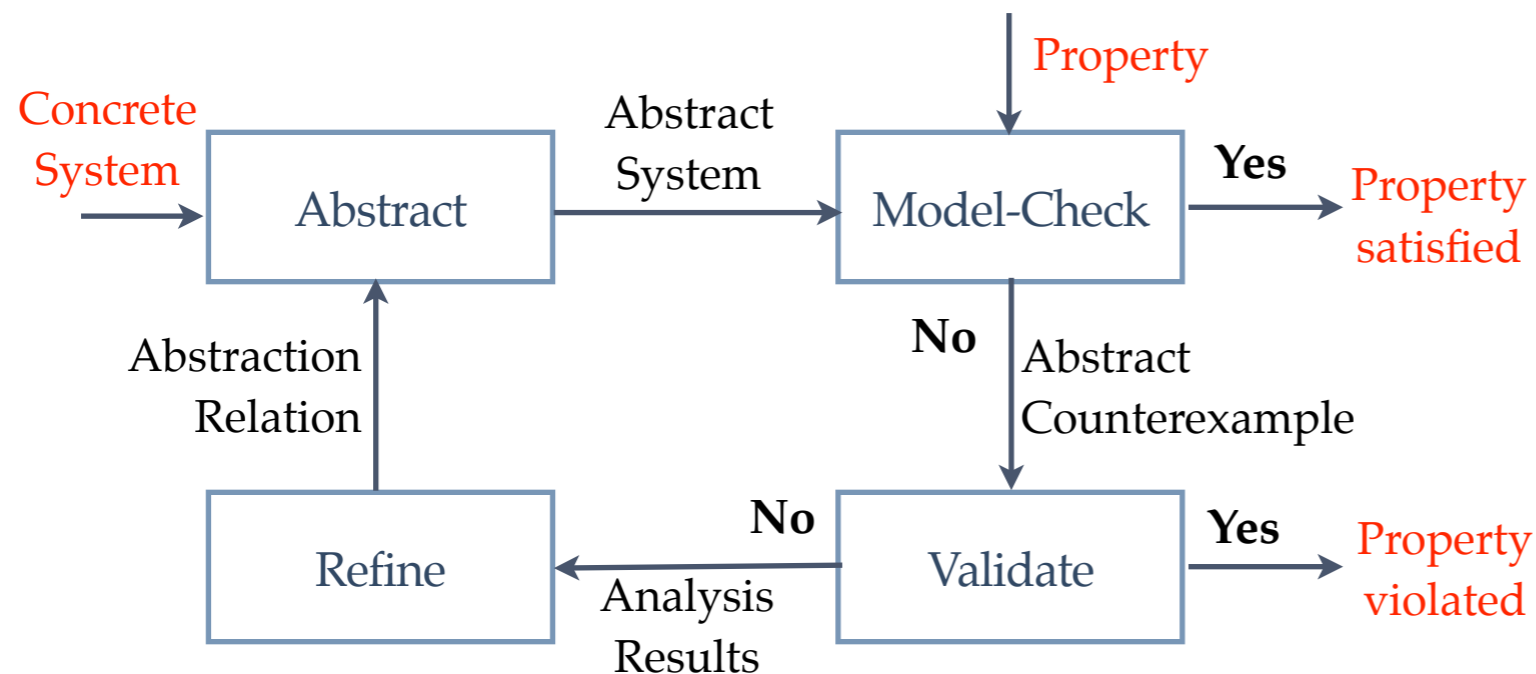 Property
Concrete
System
Abstract
Abstract
System
Model-Check
Yes
Property
satisfied
No
Abstract
Counterexample
Abstraction
Relation
Refine
No
Analysis
Results
Validate
Yes
Property
violated